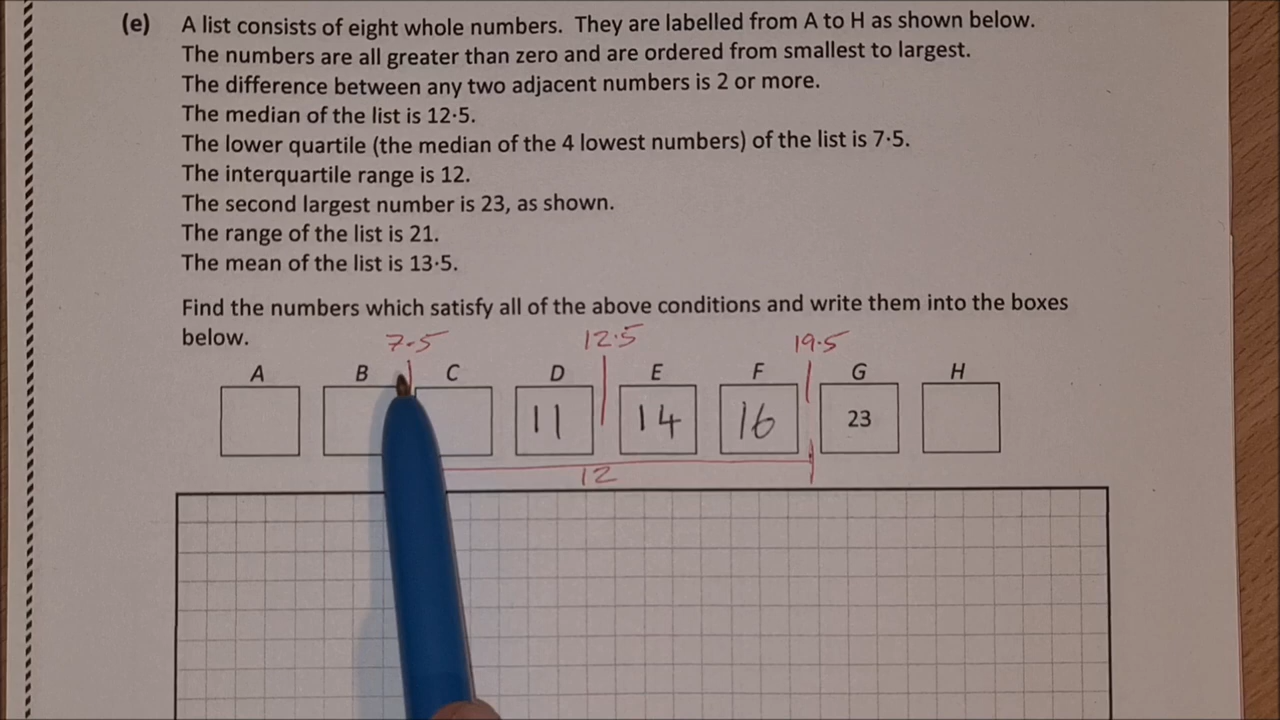 (e) A list consists of eight whole numbers. They are labelled from A to H as shown below.
The numbers are all greater than zero and are ordered from smallest to largest.
The difference between any two adjacent numbers is 2 or more.
The median of the list is 12·5.
The lower quartile (the median of the 4 lowest numbers) of the list is 7·5.
The interquartile range is 12.
The second largest number is 23, as shown.
The range of the list is 21.
The mean of the list is 13·5.
Find the numbers which satisfy all of the above conditions and write them into the boxes
below.
7.5 12.5 19.5
A B C D E F G H
11 14 16 23
12